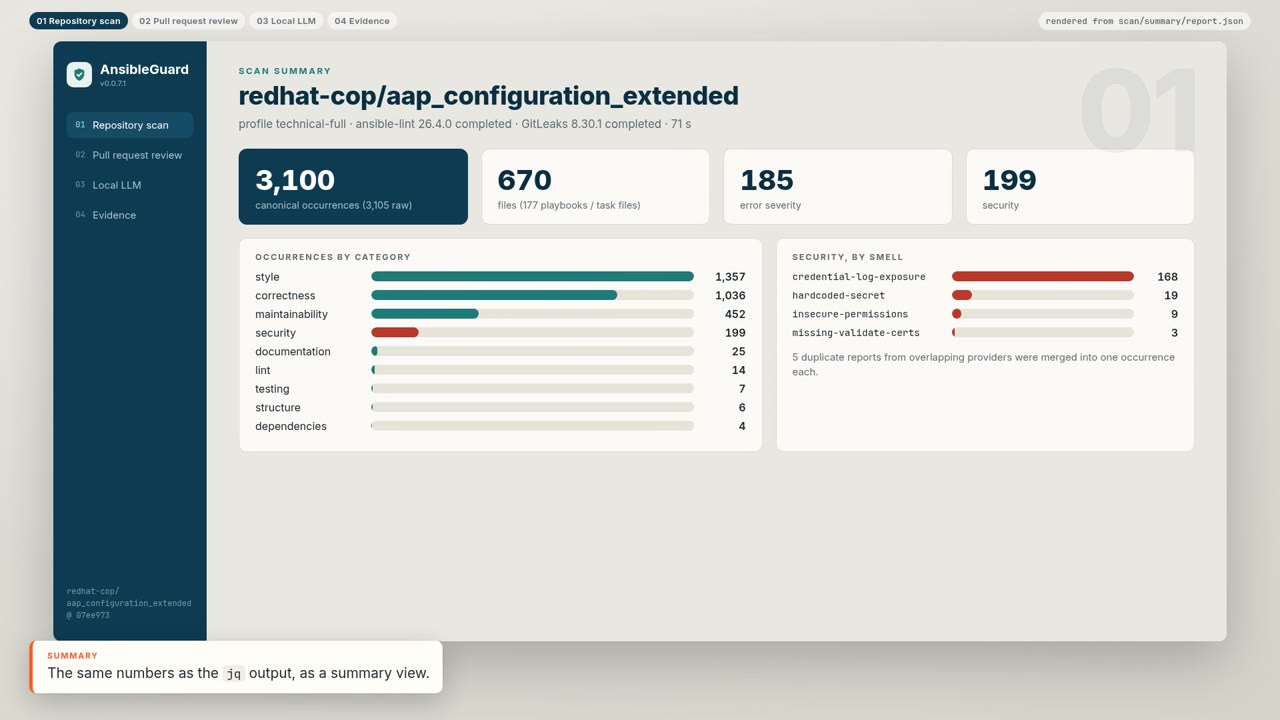 01 Repository scan
02 Pull request review
03 Local LLM
04 Evidence
rendered from scan/summary/report.json
AnsibleGuard
v0.0.7.1
01 Repository scan
02 Pull request review
03 Local LLM
04 Evidence
redhat-cop/
aap_configuration_extended
@ 07ee973
01
SCAN SUMMARY
redhat-cop/aap_configuration_extended
profile technical-full · ansible-lint 26.4.0 completed · GitLeaks 8.30.1 completed · 71 s
3,100
canonical occurrences (3,105 raw)
670
files (177 playbooks / task files)
185
error severity
199
security
OCCURRENCES BY CATEGORY
style 1,357
correctness 1,036
maintainability 452
security 199
documentation 25
lint 14
testing 7
structure 6
dependencies 4
SECURITY, BY SMELL
credential-log-exposure 168
hardcoded-secret 19
insecure-permissions 9
missing-validate-certs 3
5 duplicate reports from overlapping providers were merged into one occurrence
each.
SUMMARY
The same numbers as the jq output, as a summary view.